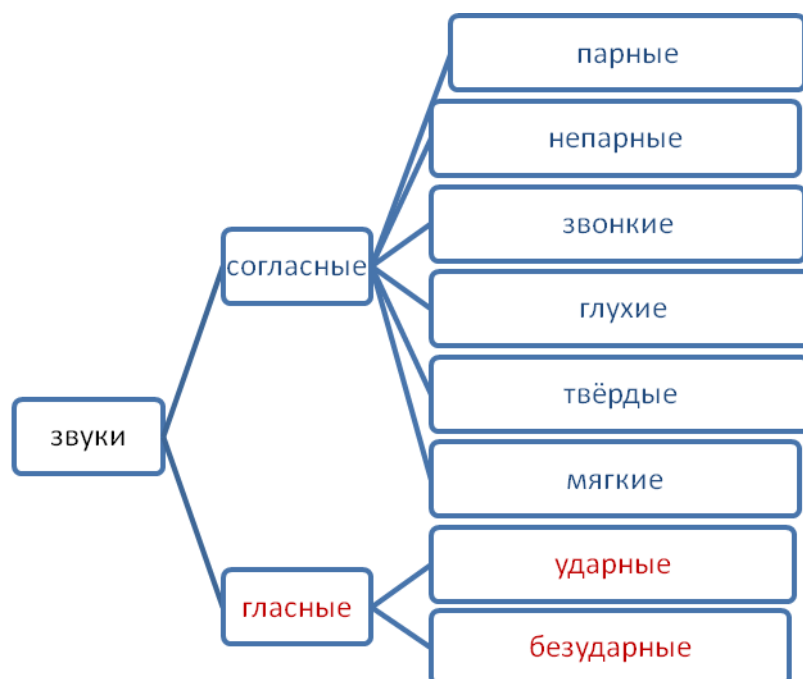 парные
непарные
звонкие
согласные
глухие
твёрдые
звуки
мягкие
ударные
гласные
безударные